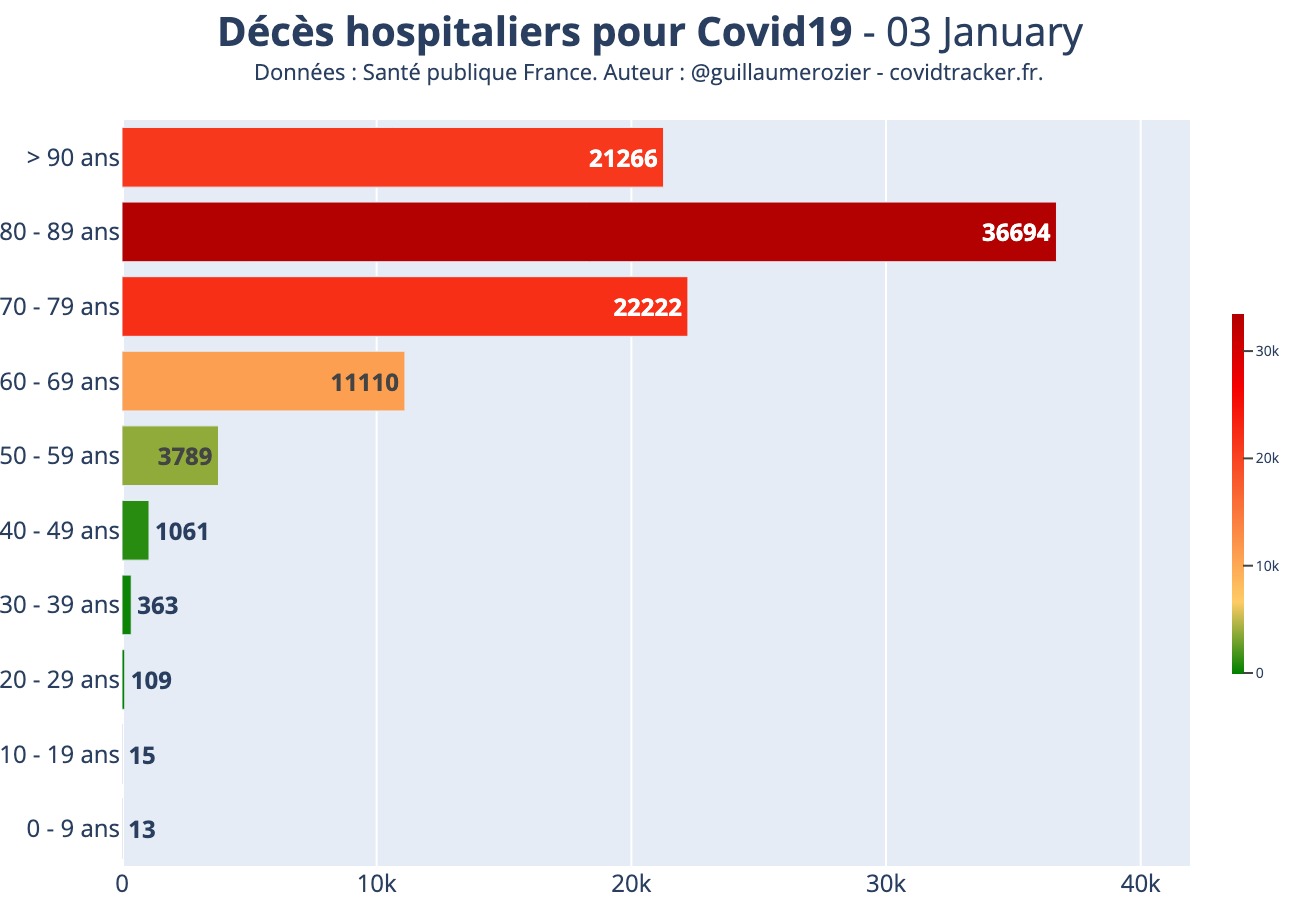 Décès hospitaliers pour Covid19 - 03 January
Données : Santé publique France. Auteur : @guillaumerozier - covidtracker.fr.
> 90 ans 21266
80 - 89 ans 36694
70 - 79 ans 22222
60 - 69 ans 11110
50 - 59 ans 3789
40 - 49 ans 1061
30 - 39 ans 363
20 - 29 ans 109
10 - 19 ans 15
0 - 9 ans 13
0 10k 20k 30k 40k
30k
20k
10k
0